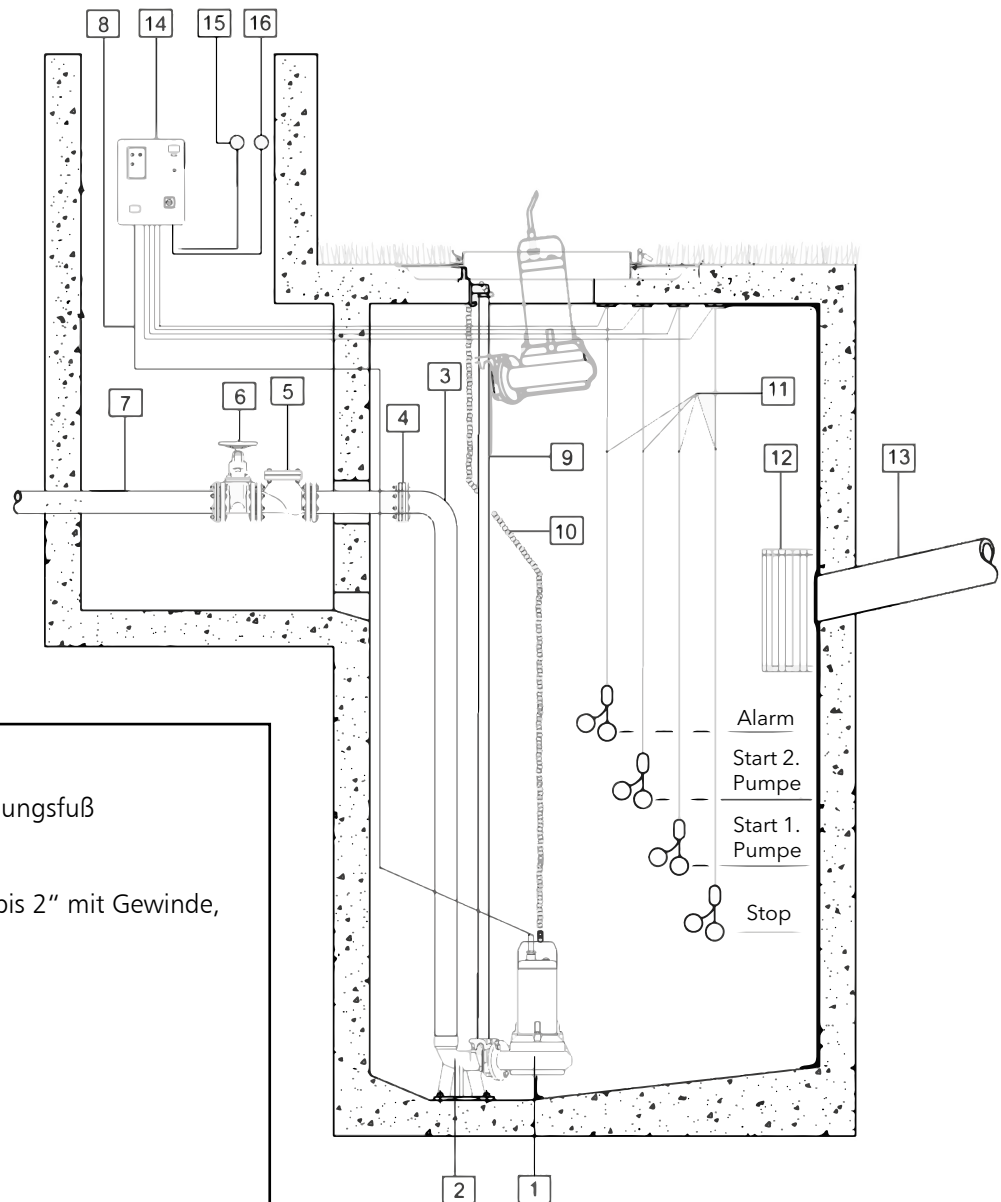 8
14
15
16
3
6
5
11
7
4
12
13
9
10
Alarm
Start 2.
Pumpe
ungsfuß
Start 1.
Pumpe
bis 2“ mit Gewinde,
Stop
2
1